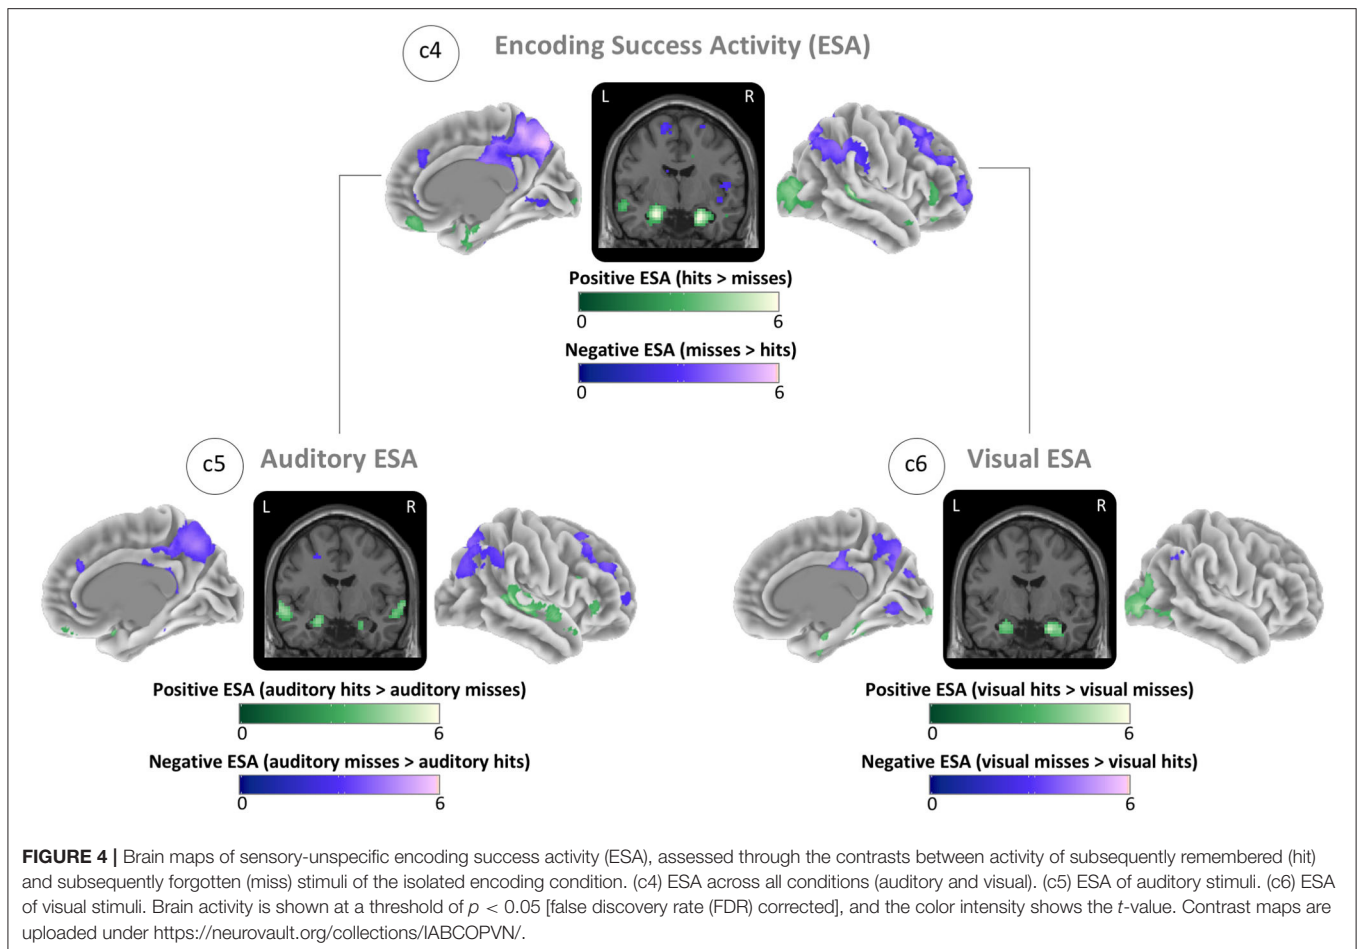 c4
Encoding Success Activity (ESA)
L
R
Positive ESA (hits > misses)
0
6
Negative ESA (misses > hits)
0
6
c5
Auditory ESA
L
R
Positive ESA (auditory hits > auditory misses)
0
6
Negative ESA (auditory misses > auditory hits)
0
6
c6
Visual ESA
L
R
Positive ESA (visual hits > visual misses)
0
6
Negative ESA (visual misses > visual hits)
0
6
FIGURE 4 | Brain maps of sensory-unspecific encoding success activity (ESA), assessed through the contrasts between activity of subsequently remembered (hit)
and subsequently forgotten (miss) stimuli of the isolated encoding condition. (c4) ESA across all conditions (auditory and visual). (c5) ESA of auditory stimuli. (c6) ESA
of visual stimuli. Brain activity is shown at a threshold of p < 0.05 [false discovery rate (FDR) corrected], and the color intensity shows the t-value. Contrast maps are
uploaded under https://neurovault.org/collections/IABCOPVN/.